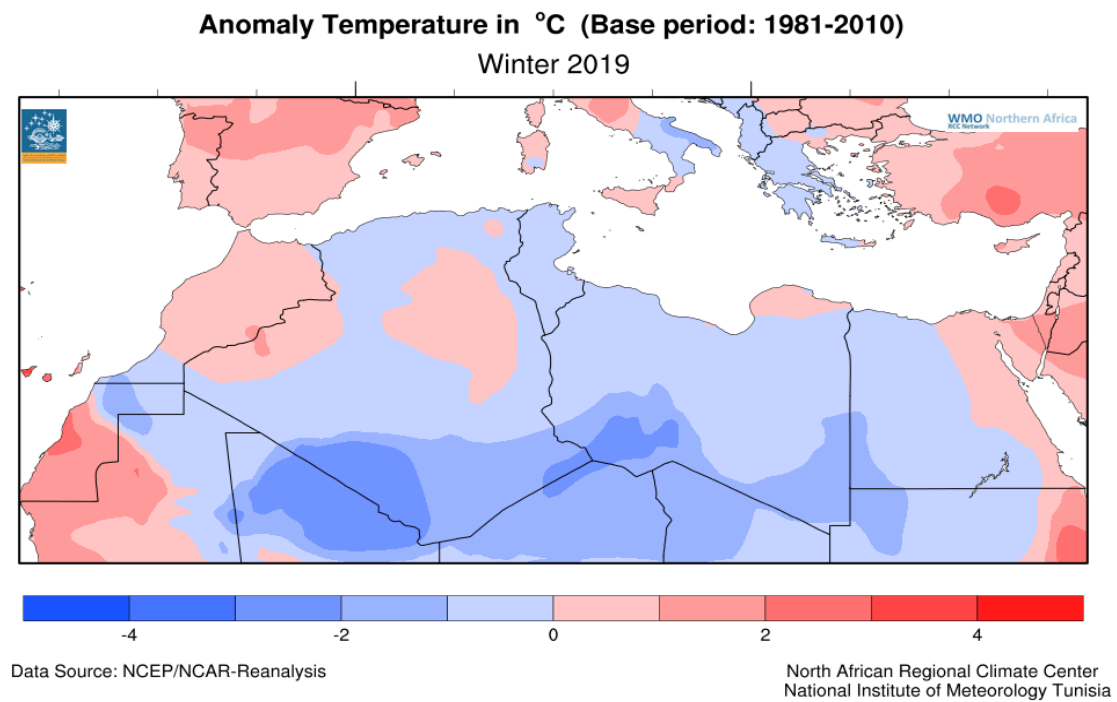 Anomaly Temperature in °C (Base period: 1981-2010)
Winter 2019
WMO Northern Africa
RCC Network
-4 -2 0 2 4
Data Source: NCEP/NCAR-Reanalysis
North African Regional Climate Center
National Institute of Meteorology Tunisia